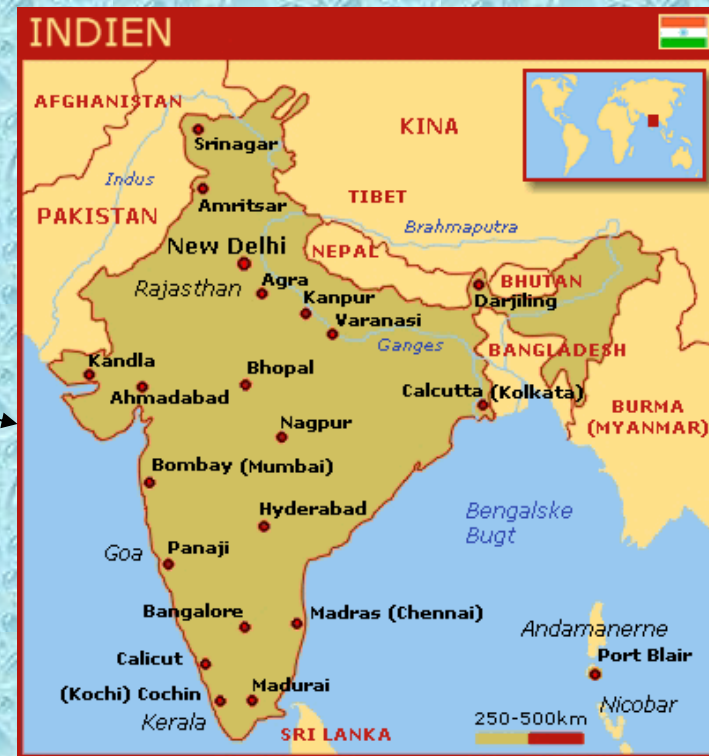 INDIEN
AFGHANISTAN
KINA
Srinagar
Indus
Amritsar
TIBET
PAKISTAN
Brahmaputra
New Delhi
NEPAL
Rajasthan
Agra
BHUTAN
Darjiling
Kanpur
Varanasi
Ganges
BANGLADESH
Kandla
Bhopal
Ahmadabad
Calcutta (Kolkata)
BURMA
(MYANMAR)
Nagpur
Bombay (Mumbai)
Hyderabad
Bengalske
Bugt
Goa
Panaji
Bangalore
Madras (Chennai)
Andamanerne
Calicut
Port Blair
(Kochi) Cochin
Madurai
Nicobar
Kerala
250-500km
SRI LANKA